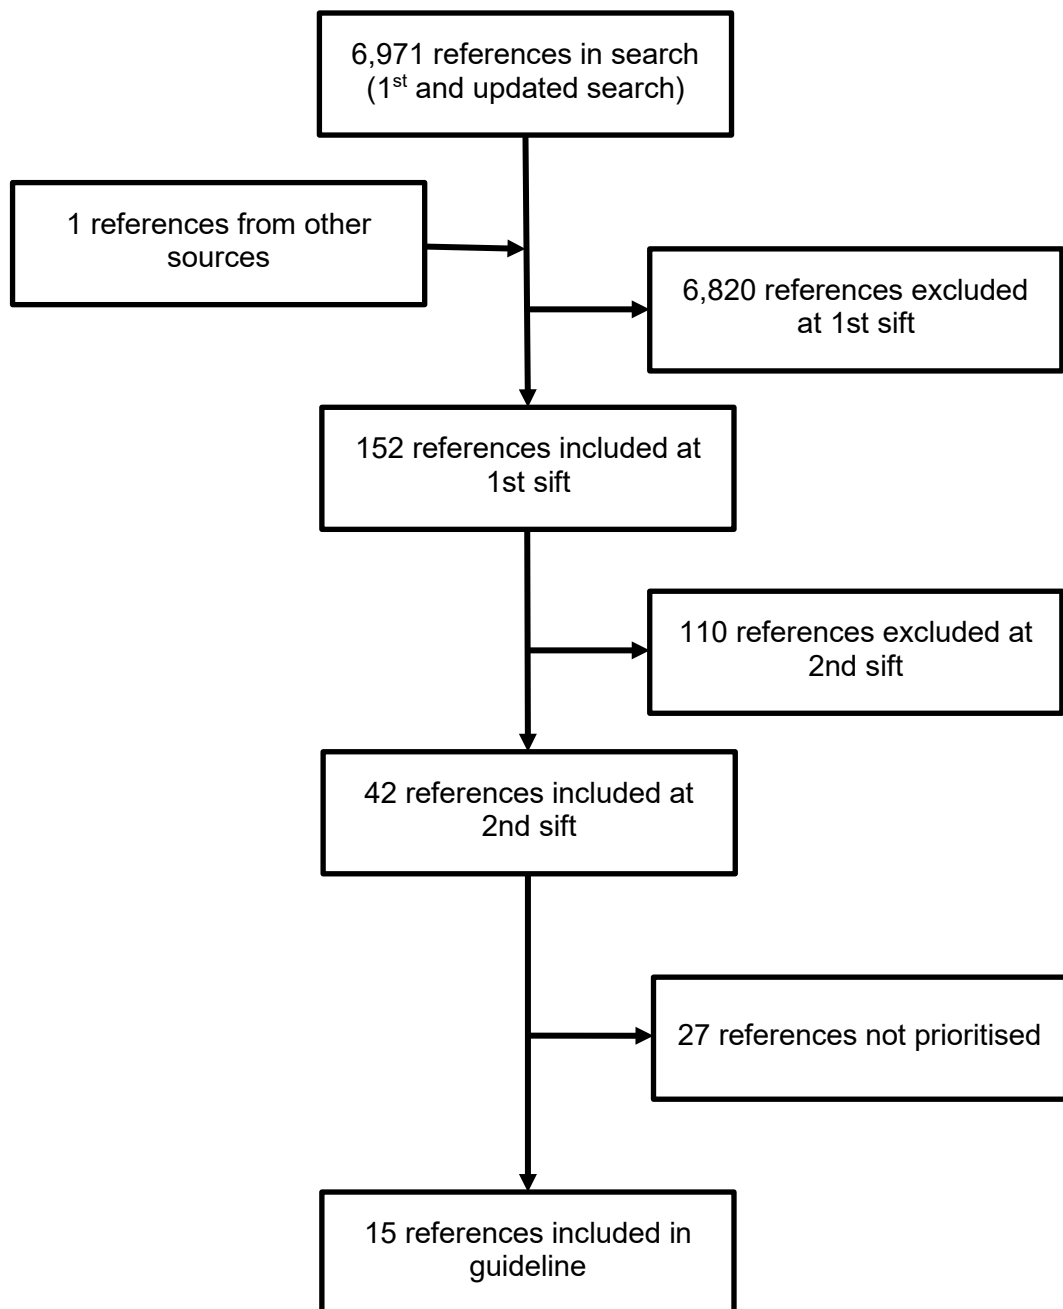 6,971 references in search
(1st and updated search)
1 references from other
sources
6,820 references excluded
at 1st sift
152 references included at
1st sift
110 references excluded at
2nd sift
42 references included at
2nd sift
27 references not prioritised
15 references included in
guideline